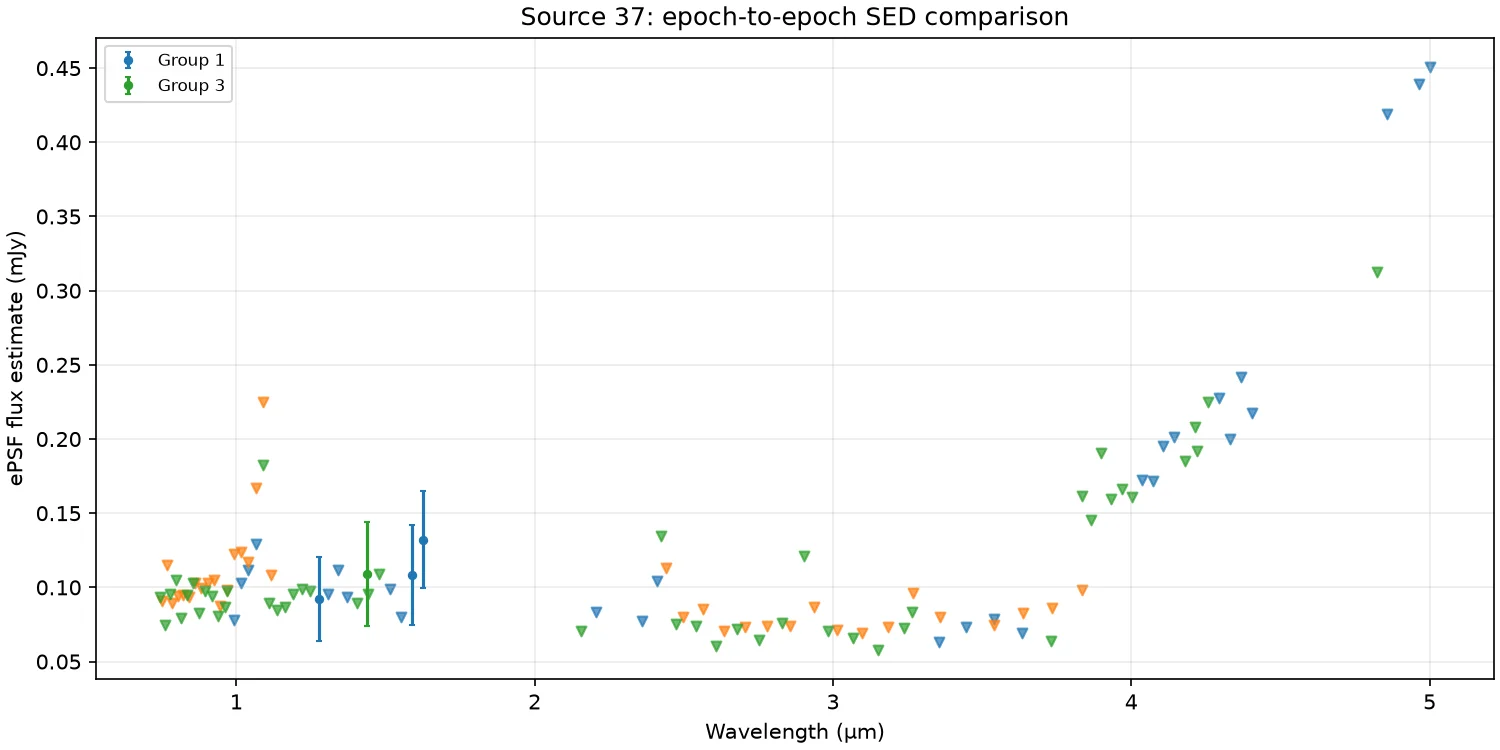 Source 37: epoch-to-epoch SED comparison
Group 1
Group 3
ePSF flux estimate (mJy)
0.45
0.40
0.35
0.30
0.25
0.20
0.15
0.10
0.05
1 2 3 4 5
Wavelength (μm)